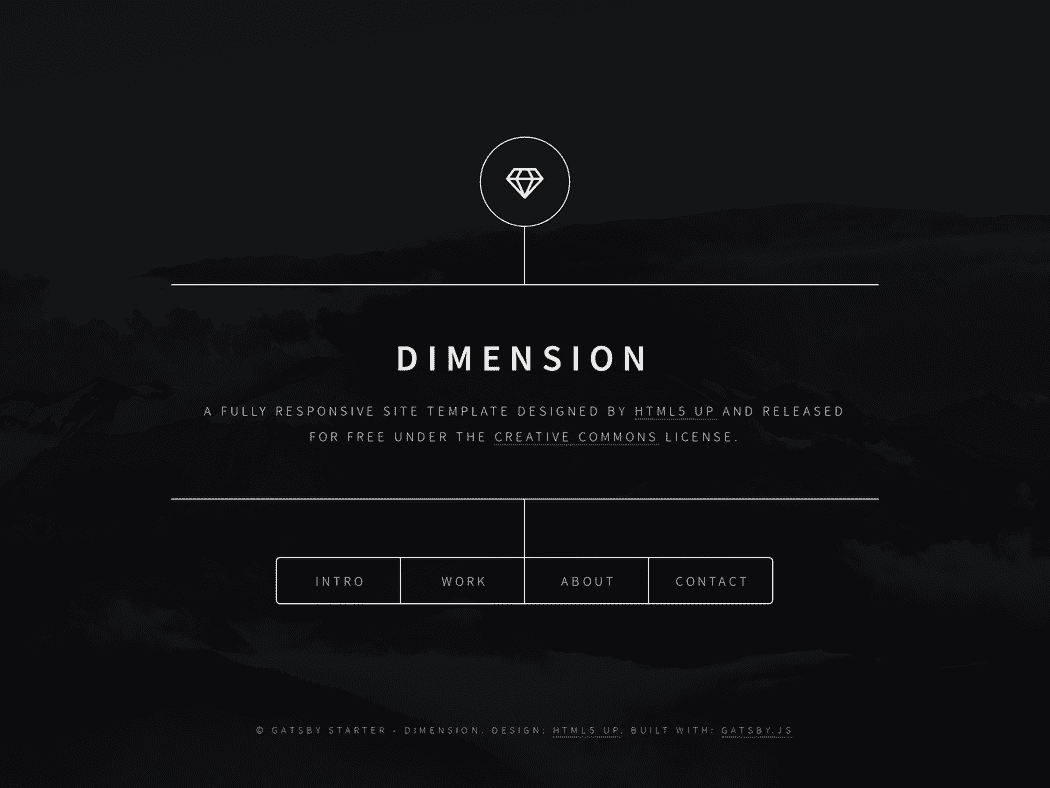 DIMENSION
A FULLY RESPONSIVE SITE TEMPLATE DESIGNED BY HTML5 UP AND RELEASED
FOR FREE UNDER THE CREATIVE COMMONS LICENSE.
INTRO WORK ABOUT CONTACT
© GATSBY STARTER - DIMENSION. DESIGN: HTML5 UP. BUILT WITH: GATSBY.JS